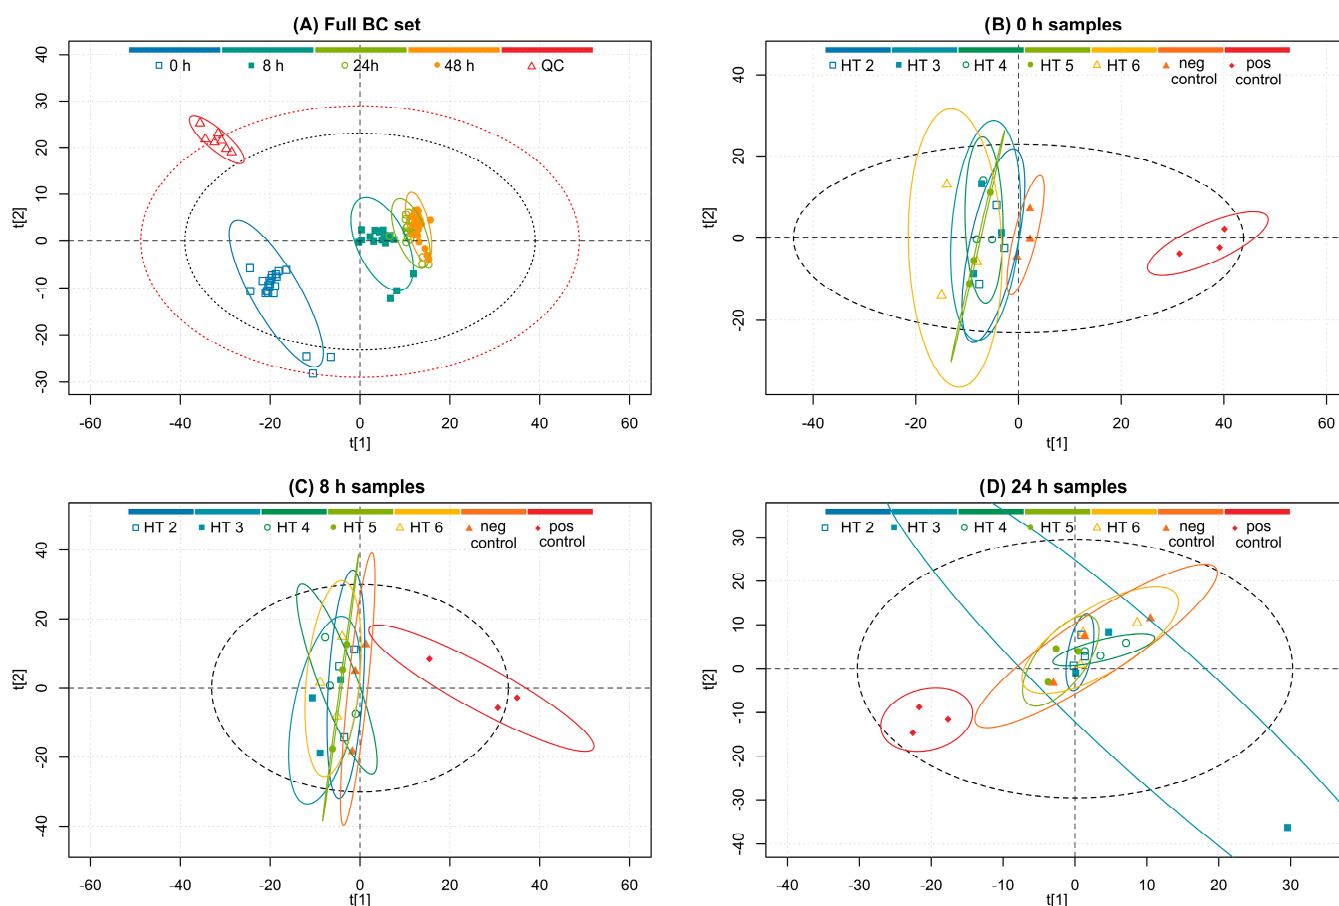 (A) Full BC set
0 h 8 h 24h 48 h QC
t[2]
40
30
20
10
0
-10
-20
-30
-60 -40 -20 0 20 40 60
t[1]
(B) 0 h samples
HT 2 HT 3 HT 4 HT 5 HT 6 neg control pos control
t[2]
40
20
0
20
-40 -20 0 20 40 60
t[1]
(C) 8 h samples
HT 2 HT 3 HT 4 HT 5 HT 6 neg control pos control
t[2]
40
20
0
-20
-40
-60 -40 -20 0 20 40 60
t[1]
(D) 24 h samples
HT 2 HT 3 HT 4 HT 5 HT 6 neg control pos control
t[2]
30
20
10
0
-10
-20
-30
-40
-40 -30 -20 -10 0 10 20 30
t[1]